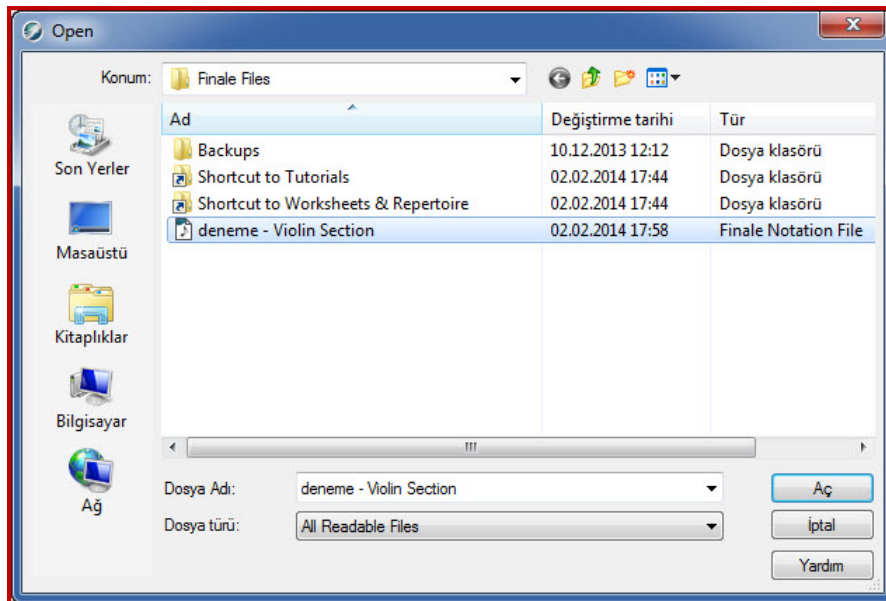 Open
Konum: Finale Files
Ad Değiştirme tarihi Tür
Backups 10.12.2013 12:12 Dosya klasörü
Shortcut to Tutorials 02.02.2014 17:44 Dosya klasörü
Shortcut to Worksheets & Repertoire 02.02.2014 17:44 Dosya klasörü
deneme - Violin Section 02.02.2014 17:58 Finale Notation File
Son Yerler
Masaüstü
Kitaplıklar
Bilgisayar
Ağ
Dosya Adı: deneme - Violin Section Aç
Dosya türü: All Readable Files İptal
Yardım